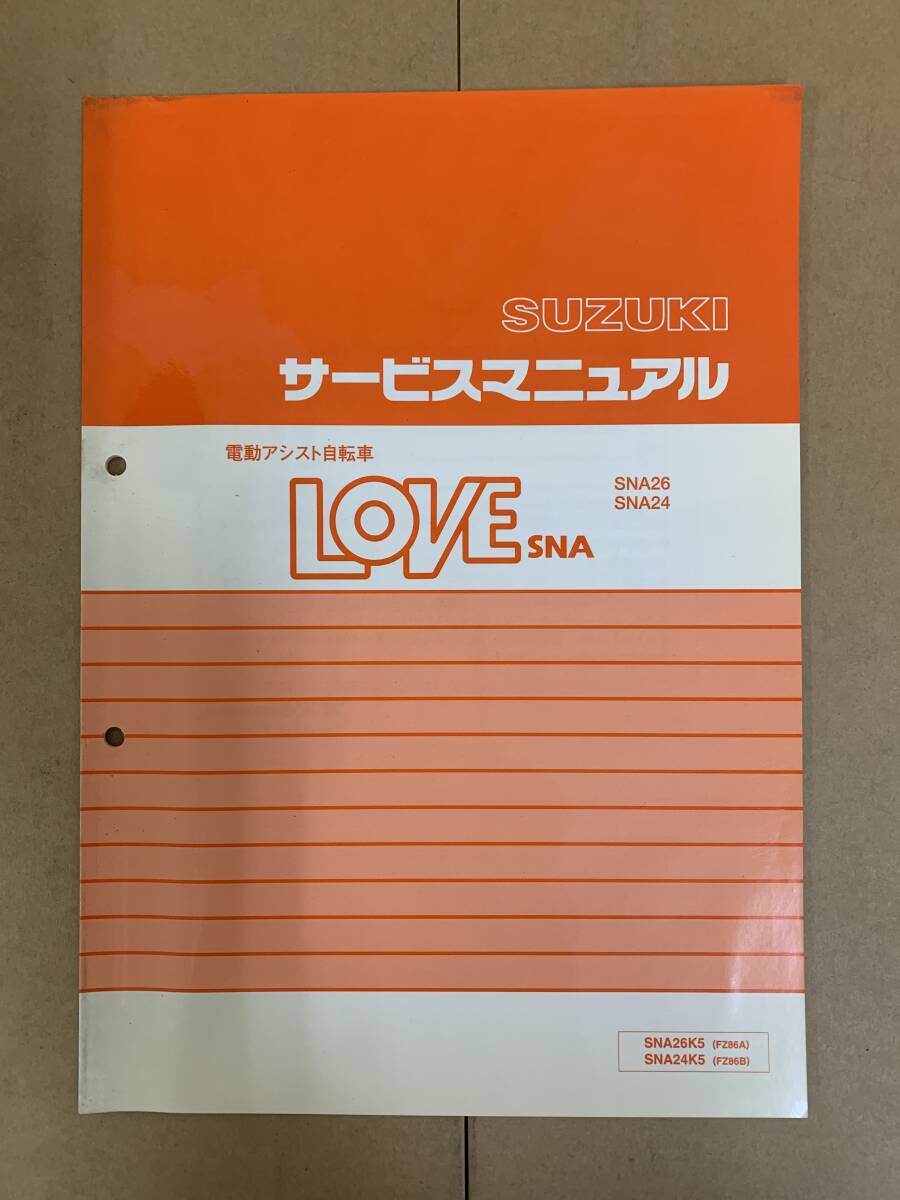 SUZUKI
サービスマニュアル
電動アシスト自転車
LOVE SNA
SNA26
SNA24
SNA26K5 (FZ86A)
SNA24K5 (FZ86B)